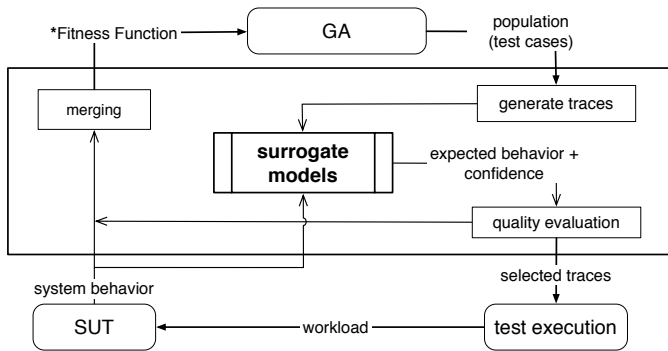 *Fitness Function
GA
population
(test cases)
merging
generate traces
surrogate
models
expected behavior +
confidence
quality evaluation
system behavior
selected traces
SUT
workload
test execution